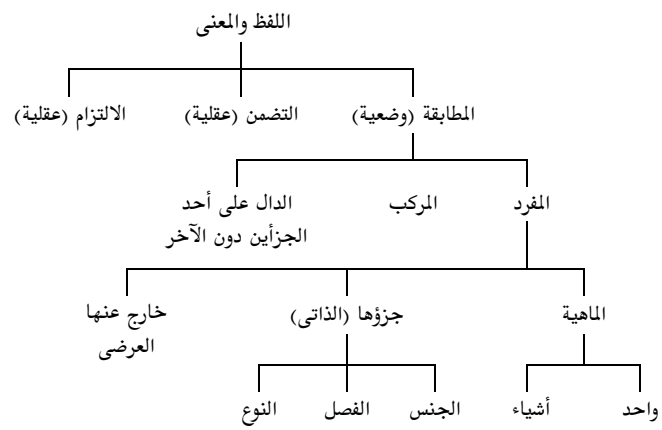 اللفظ والمعنى
المطابقة (وضعية)
التضمن (عقلية)
الالتزام (عقلية)
المفرد
المركب
الدال على أحد
الجزأين دون الآخر
الماهية
جزؤها (الذاتى)
خارج عنها
العرضى
واحد
أشياء
الجنس
الفصل
النوع